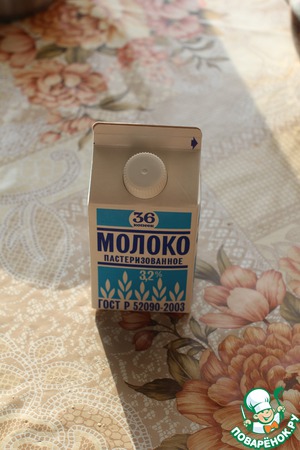 36
МОЛОКО
ПАСТЕРИЗОВАННОЕ
3,2%
ГОСТ Р 52090-2003
ПОВАРЁНОК.РУ